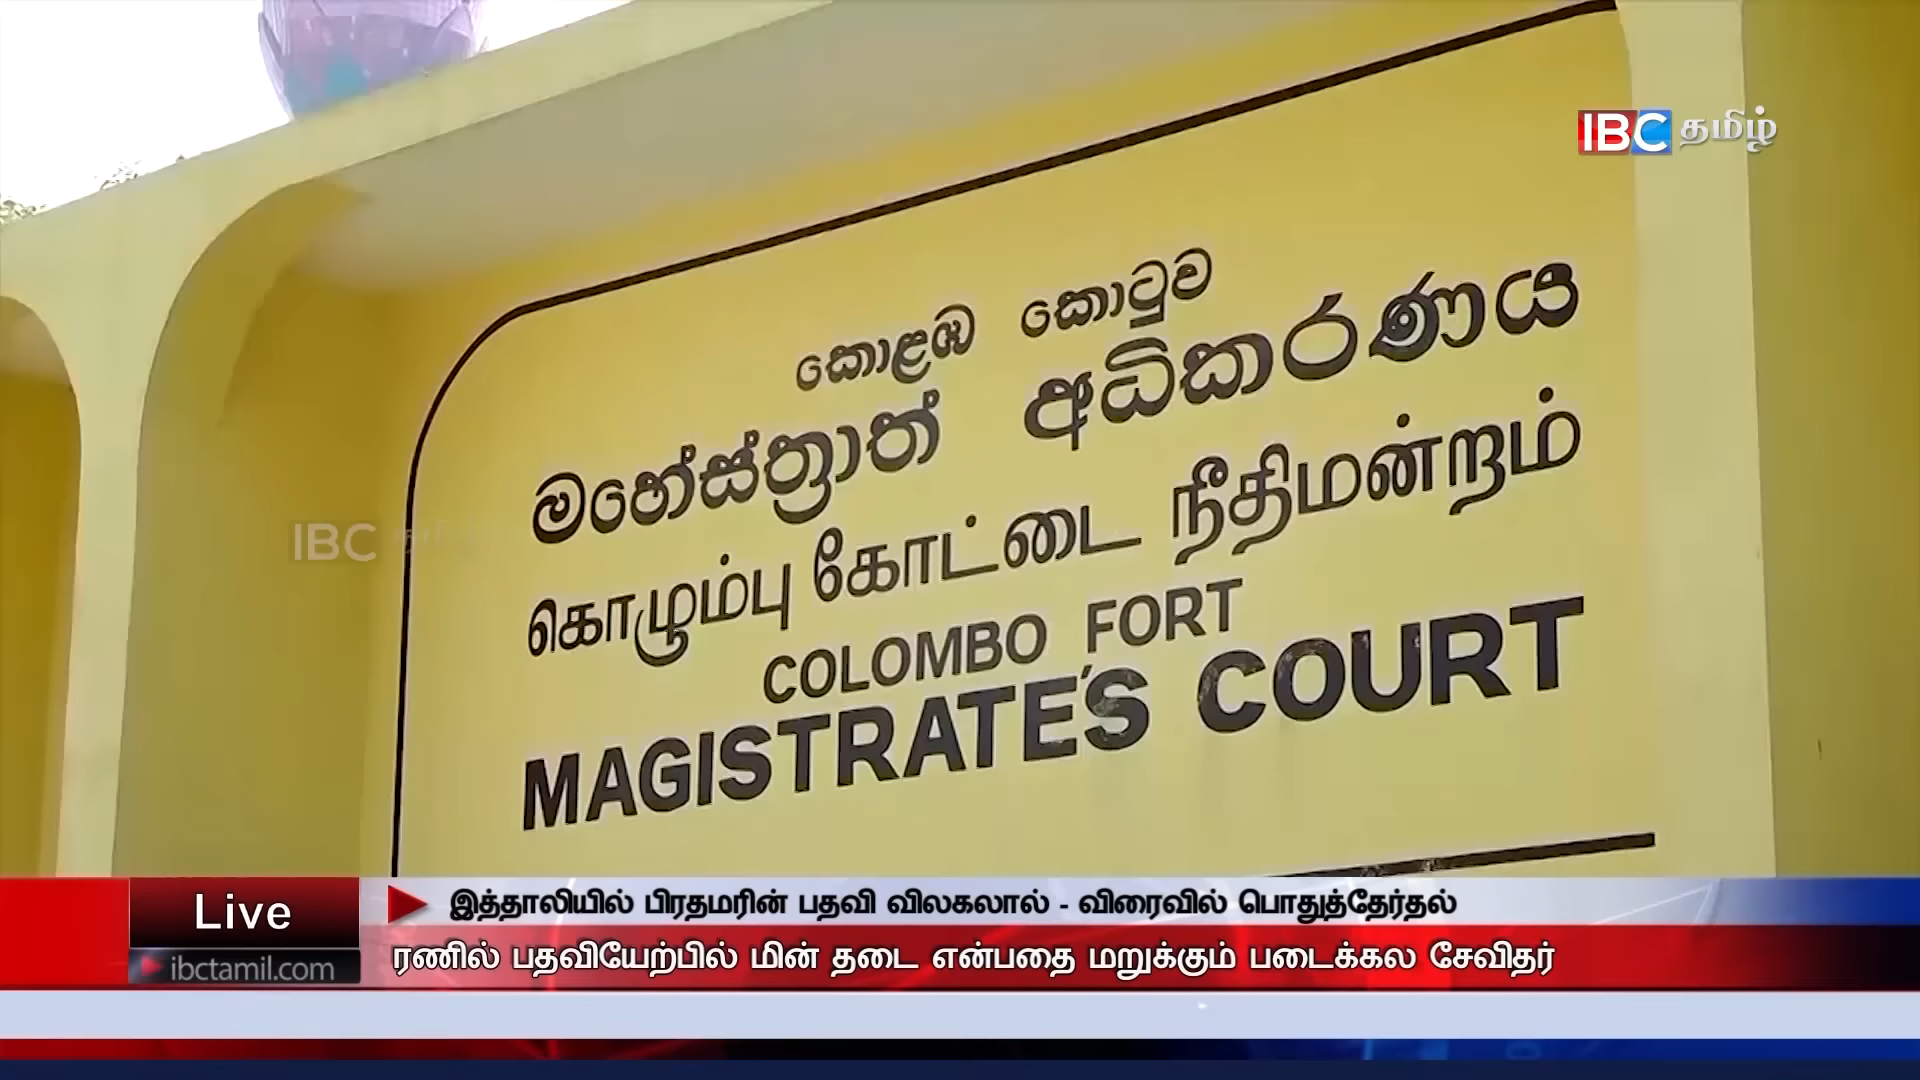 IBC தமிழ்
කොළඹ කොටුව
මහේස්ත්‍රාත් අධිකරණය
கொழும்பு கோட்டை நீதிமன்றம்
COLOMBO FORT
MAGISTRATE'S COURT
IBC தமிழ்
Live
இத்தாலியில் பிரதமரின் பதவி விலகலால் - விரைவில் பொதுத்தேர்தல்
ibctamil.com
ரணில் பதவியேற்பில் மின் தடை என்பதை மறுக்கும் படைக்கல சேவிதர்